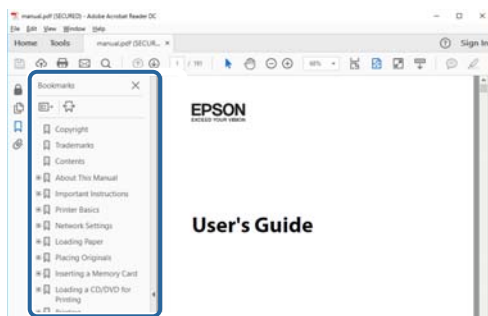 manual.pdf (SECURED) - Adobe Acrobat Reader DC
File Edit View Window Help
Home Tools manual.pdf (SECUR... × Sign In
1 / 191
Bookmarks ×
EPSON
EXCEED YOUR VISION
Copyright
Trademarks
Contents
About This Manual
Important Instructions
Printer Basics
Network Settings
User's Guide
Loading Paper
Placing Originals
Inserting a Memory Card
Loading a CD/DVD for
Printing